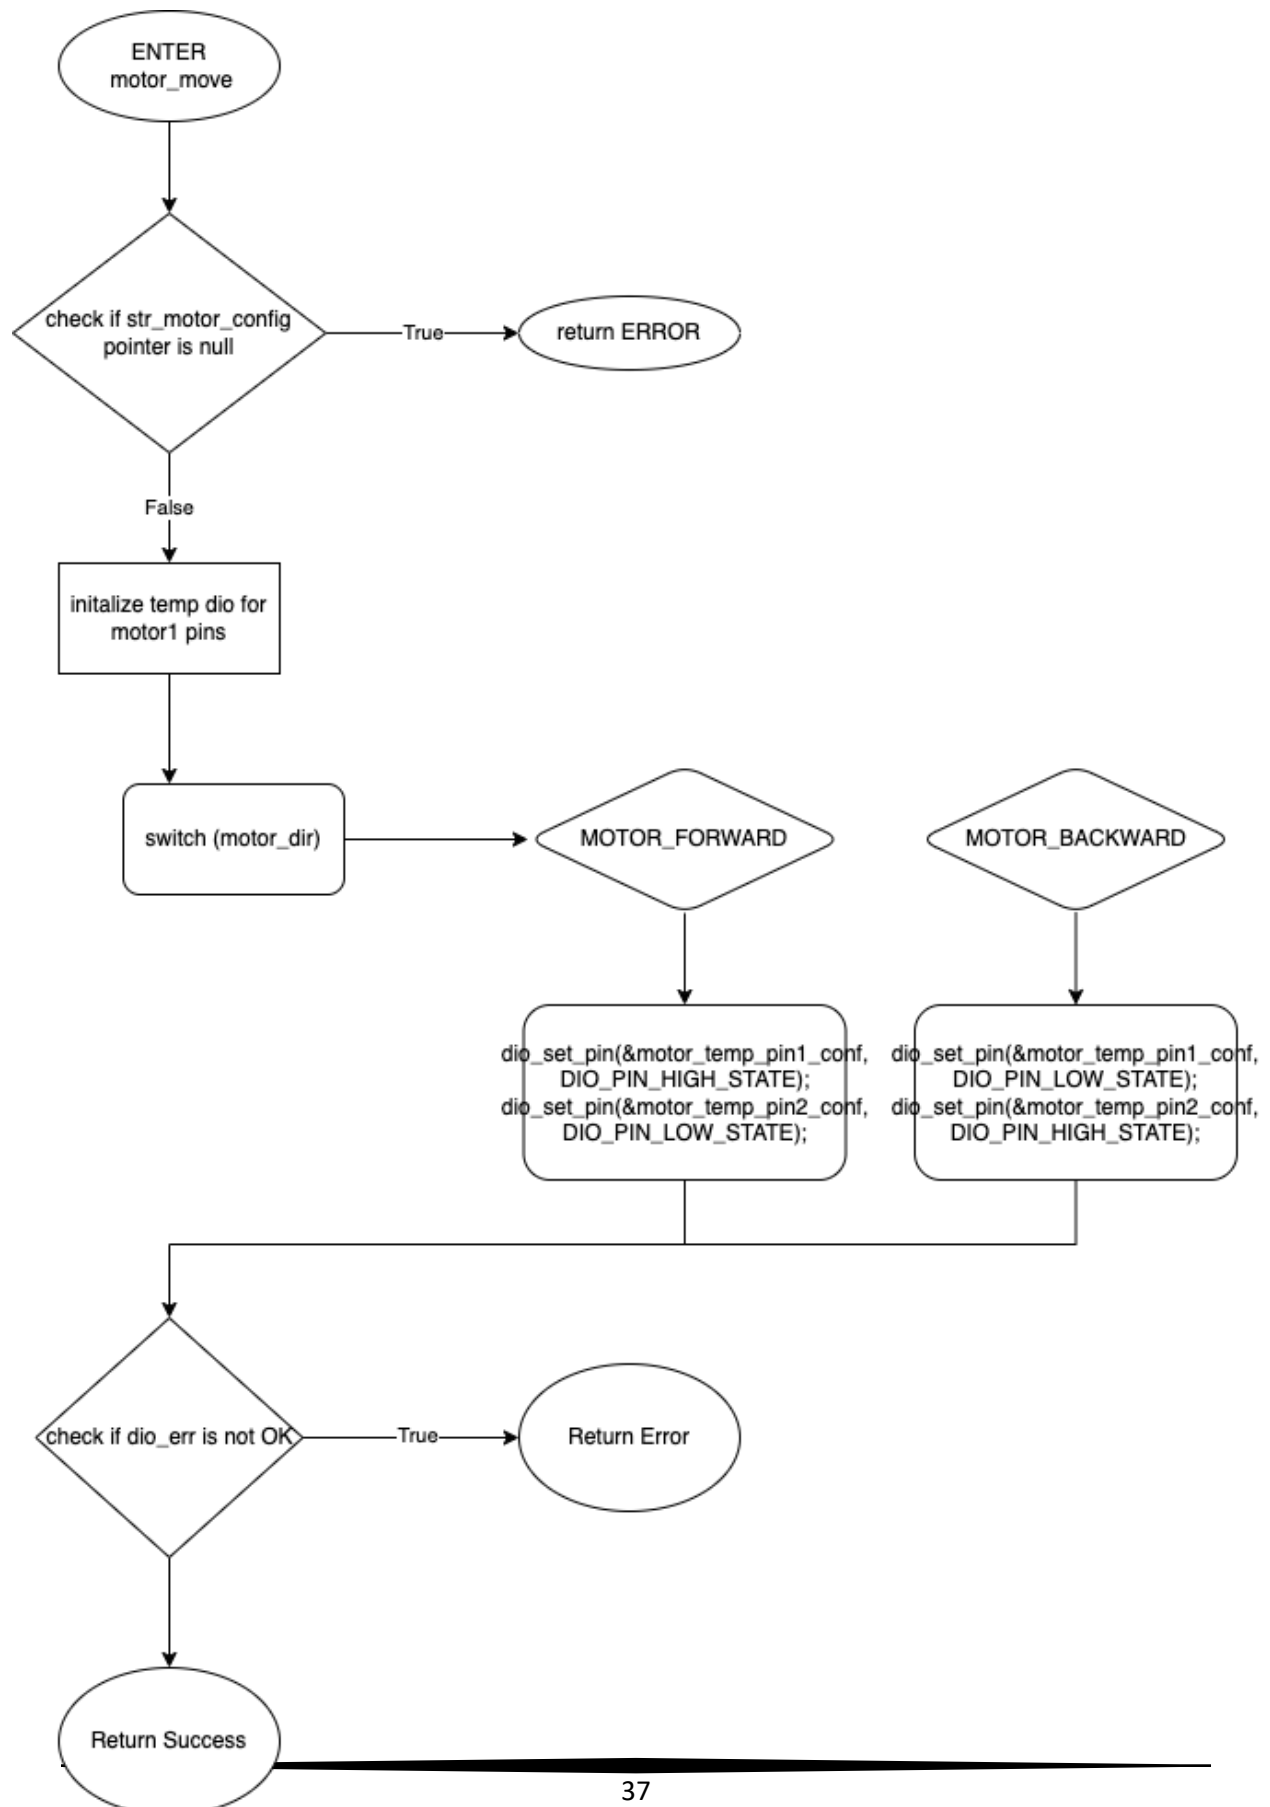 ENTER
motor_move
check if str_motor_config
pointer is null
True
return ERROR
False
initalize temp dio for
motor1 pins
switch (motor_dir)
MOTOR_FORWARD
MOTOR_BACKWARD
dio_set_pin(&motor_temp_pin1_conf,
DIO_PIN_HIGH_STATE);
dio_set_pin(&motor_temp_pin2_conf,
DIO_PIN_LOW_STATE);
dio_set_pin(&motor_temp_pin1_conf,
DIO_PIN_LOW_STATE);
dio_set_pin(&motor_temp_pin2_conf,
DIO_PIN_HIGH_STATE);
check if dio_err is not OK
True
Return Error
Return Success
37